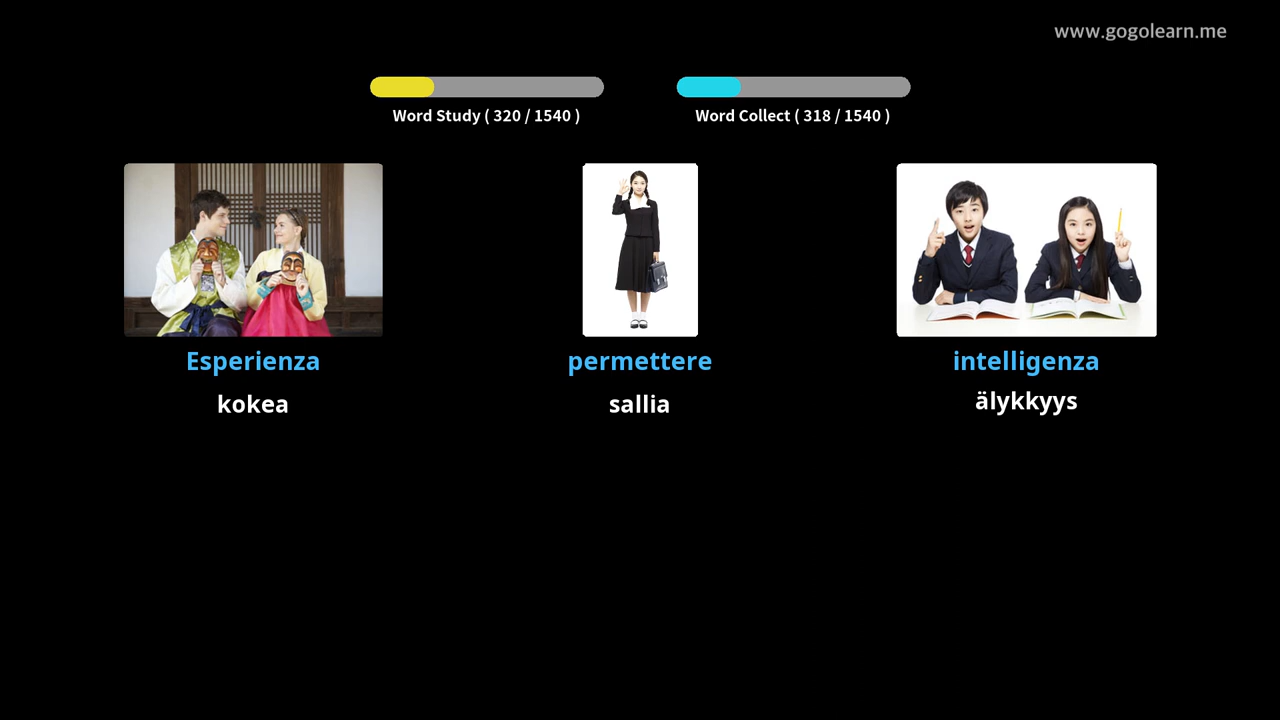 www.gogolearn.me
Word Study ( 320 / 1540 )
Word Collect ( 318 / 1540 )
Esperienza
kokea
permettere
sallia
intelligenza
älykkyys